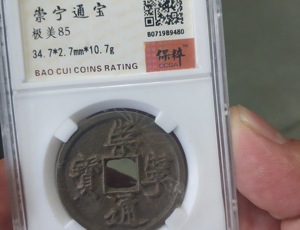 崇宁通宝
极美85
34.7*2.7mm*10.7g
BAO CUI COINS RATING
B071989480
保粹
CCGA
崇
寶 寧
通